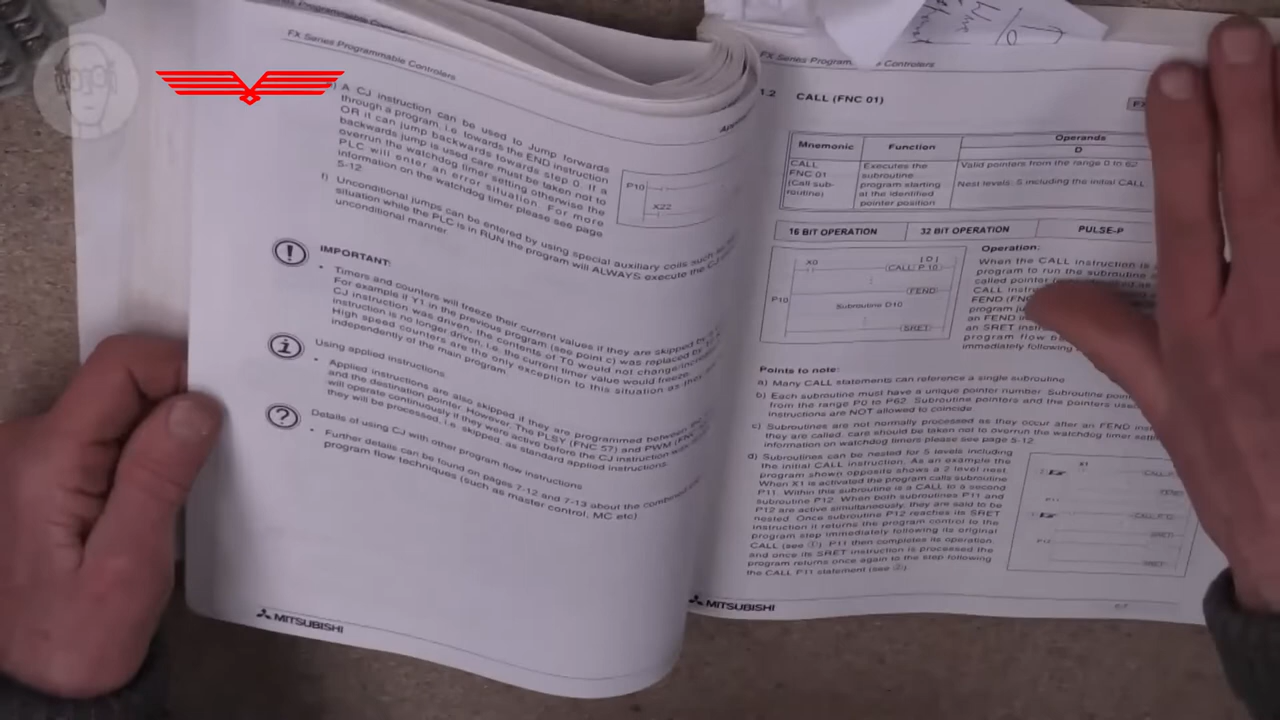 FX Series Programmable Controlers
A CJ instruction can be used to Jump forwards
through a program, i.e. towards the END instruction
OR it can jump backwards towards step 0. If a
backwards jump is used care must be taken not to
overrun the watchdog timer setting otherwise the
PLC will enter an error situation. For more
information on the watchdog timer please see page
5-12.
f) Unconditional jumps can be entered by using special auxiliary coils such
situation while the PLC is in RUN the program will ALWAYS execute the CJ
unconditional manner.
P10
X22
IMPORTANT:
• Timers and counters will freeze their current values if they are skipped by a
For example if Y1 in the previous program (see point c) was replaced by
CJ instruction was driven, the contents of T0 would not change/increase
instruction is no longer driven, i.e. the current timer value would freeze.
High speed counters are the only exception to this situation as they are
independently of the main program.
Using applied instructions:
• Applied instructions are also skipped if they are programmed between the
and the destination pointer. However, The PLSY (FNC 57) and PWM (FNC
will operate continuously if they were active before the CJ instruction was
they will be processed, i.e. skipped, as standard applied instructions.
Details of using CJ with other program flow instructions
• Further details can be found on pages 7-12 and 7-13 about the combined
program flow techniques (such as master control, MC etc)
MITSUBISHI
FX Series Program Controlers
1.2 CALL (FNC 01)
Mnemonic Function Operands
D
CALL
FNC 01
(Call sub-
routine)
Executes the
subroutine
program starting
at the identified
pointer position
Valid pointers from the range 0 to 62
Nest levels: 5 including the initial CALL
16 BIT OPERATION 32 BIT OPERATION PULSE-P
X0
CALL P 10
FEND
P10
Subroutine D10
SRET
Operation:
When the CALL instruction is
program to run the subroutine
called pointer
CALL
FEND (FNC
program
an FEND
an SRET
program flow
immediately following
Points to note:
a) Many CALL statements can reference a single subroutine
b) Each subroutine must have a unique pointer number. Subroutine
from the range P0 to P62. Subroutine pointers and the pointers used
instructions are NOT allowed to coincide
c) Subroutines are not normally processed as they occur after an FEND
they are called, care should be taken not to overrun the watchdog timer
information on watchdog timers please see page 5-12
d) Subroutines can be nested for 5 levels including
the initial CALL instruction. As an example the
program shown opposite shows a 2 level nest.
When X1 is activated the program calls subroutine
P11. Within this subroutine is a CALL to a second
subroutine P12. When both subroutines P11 and
P12 are active simultaneously, they are said to be
nested. Once subroutine P12 reaches its SRET
instruction it returns the program control to the
program step immediately following its original
CALL (see ①). P11 then completes its operation,
and once its SRET instruction is processed the
program returns once again to the step following
the CALL P11 statement (see ②).
MITSUBISHI